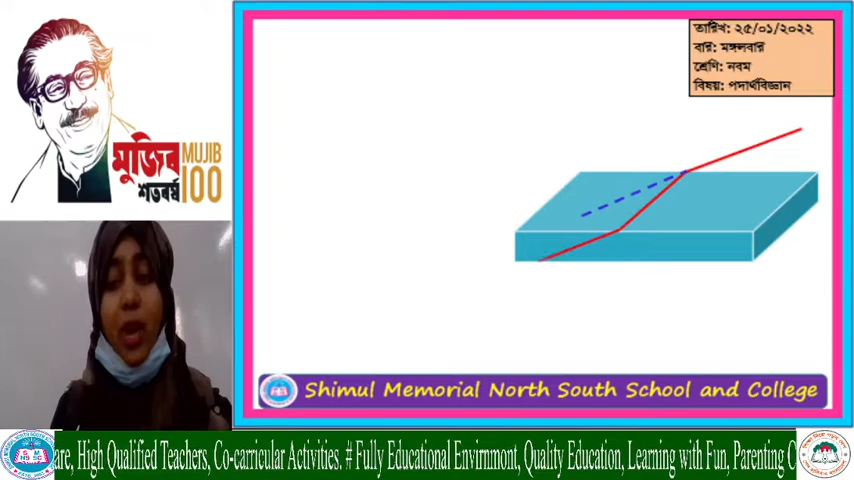 তারিখ: ২৫/০১/২০২২
বার: মঙ্গলবার
শ্রেণি: নবম
বিষয়: পদার্থবিজ্ঞান
মুজিব MUJIB
শতবর্ষ 100
Shimul Memorial North South School and College
are, High Qualified Teachers, Co-carricular Activities. # Fully Educational Envirnment, Quality Education, Learning with Fun, Parenting C